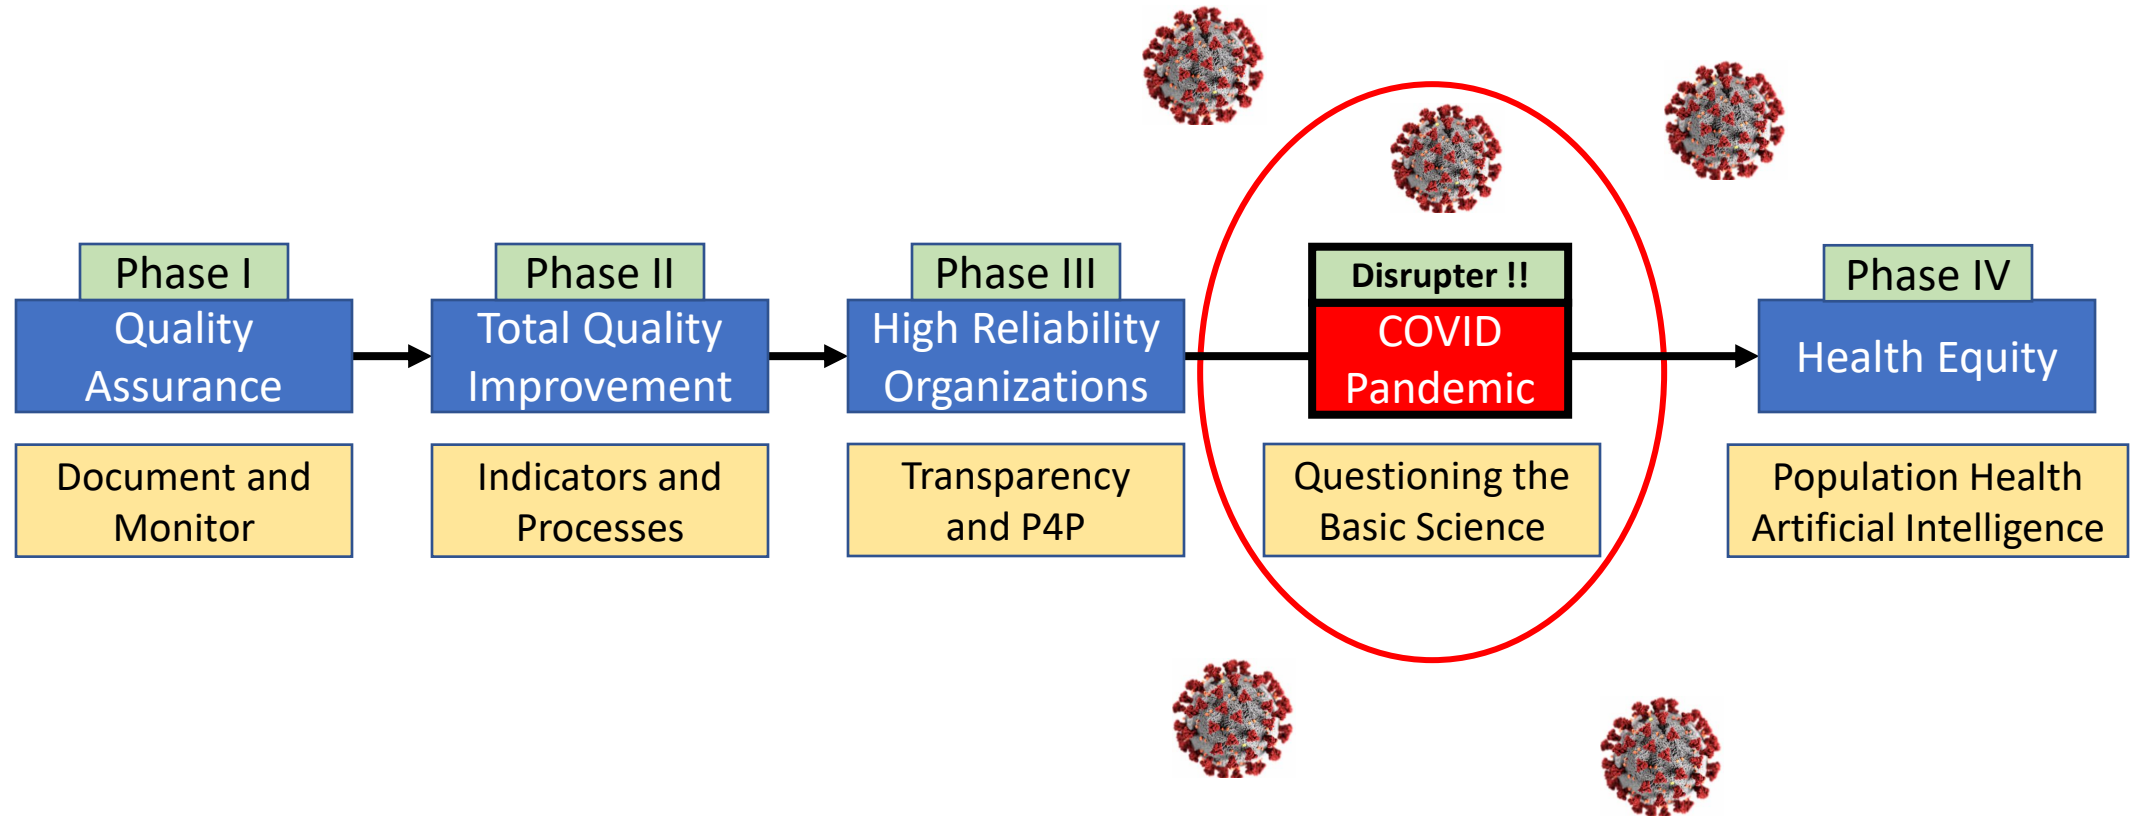 Phase I
Quality
Assurance
Document and
Monitor
Phase II
Total Quality
Improvement
Indicators and
Processes
Phase III
High Reliability
Organizations
Transparency
and P4P
Disrupter !!
COVID
Pandemic
Questioning the
Basic Science
Phase IV
Health Equity
Population Health
Artificial Intelligence